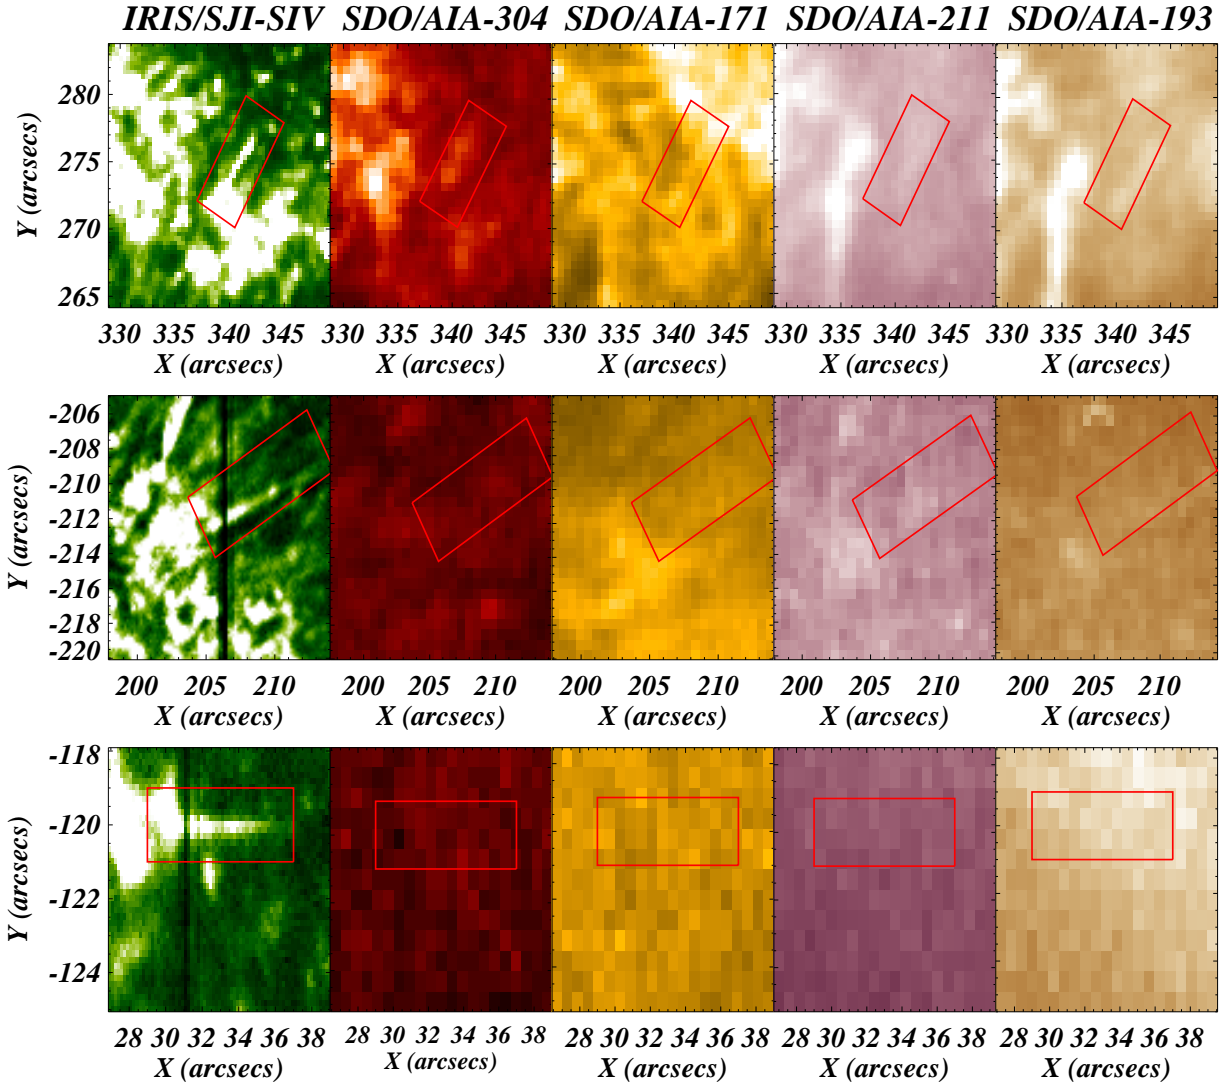 IRIS/SJI-SIV SDO/AIA-304 SDO/AIA-171 SDO/AIA-211 SDO/AIA-193
280
275
270
265
Y (arcsecs)
330 335 340 345 330 335 340 345 330 335 340 345 330 335 340 345 330 335 340 345
X (arcsecs) X (arcsecs) X (arcsecs) X (arcsecs) X (arcsecs)
-206
-208
-210
-212
-214
-216
-218
-220
Y (arcsecs)
200 205 210 200 205 210 200 205 210 200 205 210 200 205 210
X (arcsecs) X (arcsecs) X (arcsecs) X (arcsecs) X (arcsecs)
-118
-120
-122
-124
Y (arcsecs)
28 30 32 34 36 38 28 30 32 34 36 38 28 30 32 34 36 38 28 30 32 34 36 38 28 30 32 34 36 38
X (arcsecs) X (arcsecs) X (arcsecs) X (arcsecs) X (arcsecs)